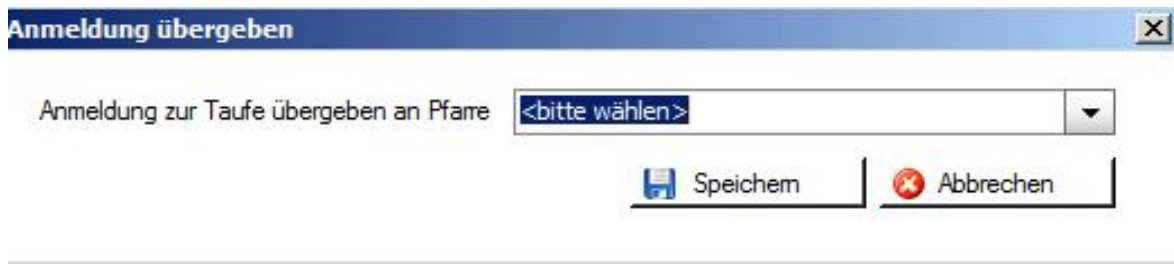 Anmeldung übergeben
Anmeldung zur Taufe übergeben an Pfarre <bitte wählen>
Speichern Abbrechen